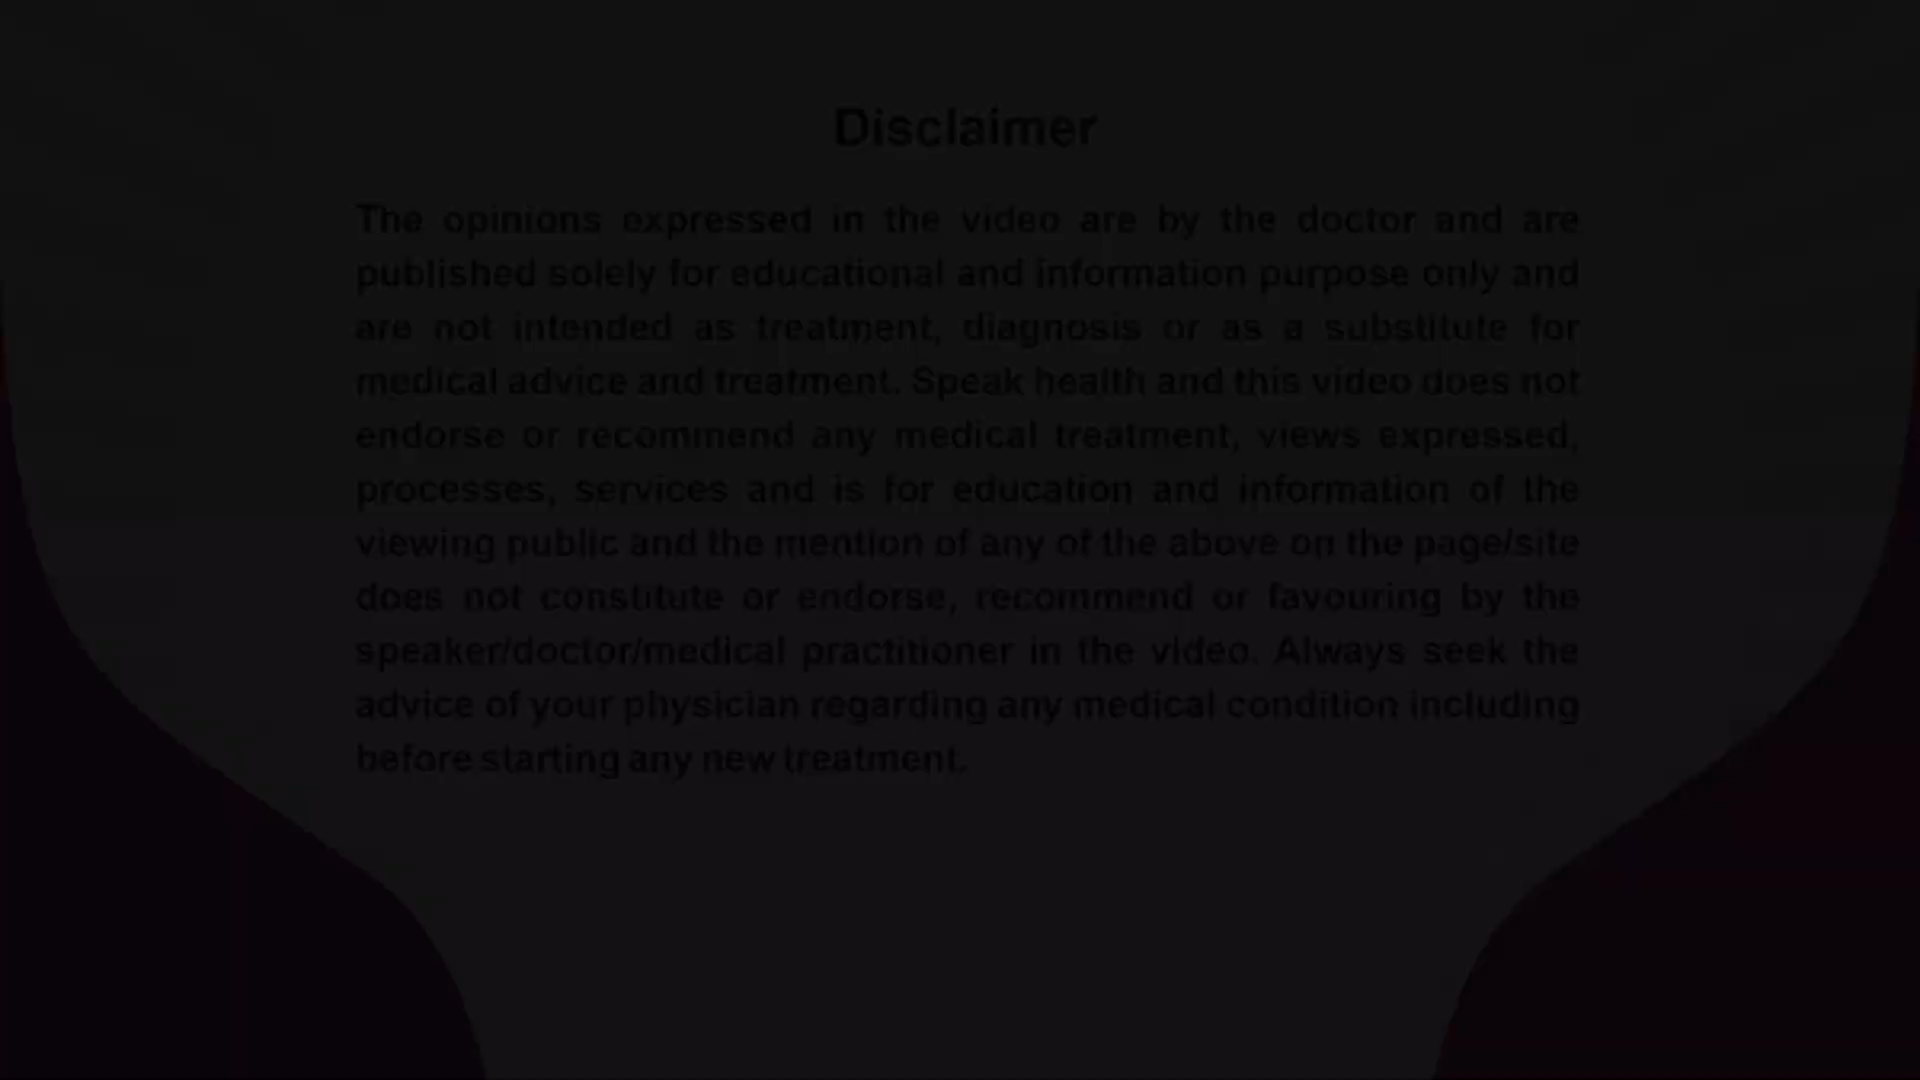 Disclaimer
The opinions expressed in the video are by the doctor and are
published solely for educational and information purpose only and
are not intended as treatment, diagnosis or as a substitute for
medical advice and treatment. Speak health and this video does not
endorse or recommend any medical treatment, views expressed,
processes, services and is for education and information of the
viewing public and the mention of any of the above on the page/site
does not constitute or endorse, recommend or favouring by the
speaker/doctor/medical practitioner in the video. Always seek the
advice of your physician regarding any medical condition including
before starting any new treatment.